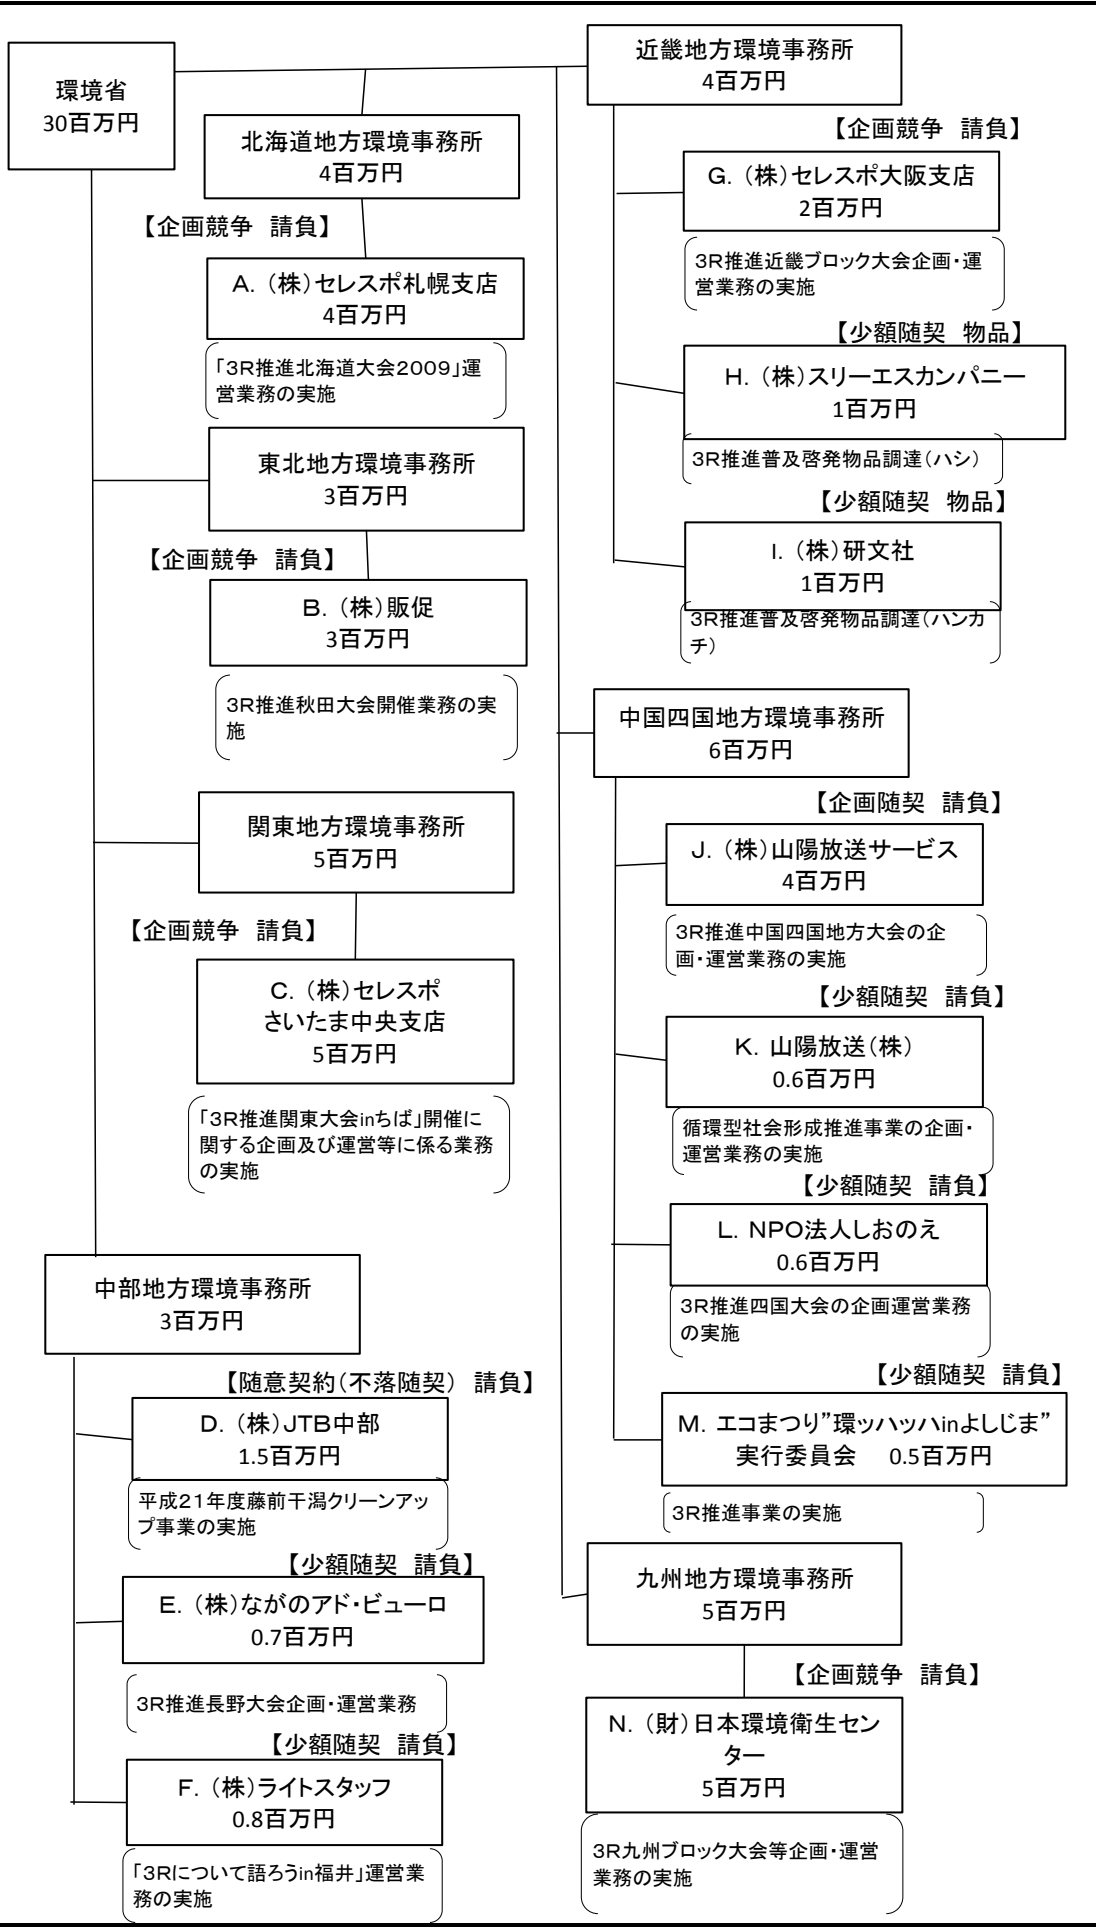 環境省
30百万円
北海道地方環境事務所
4百万円
【企画競争　請負】
A.（株）セレスポ札幌支店
4百万円
「3R推進北海道大会2009」運
営業務の実施
東北地方環境事務所
3百万円
【企画競争　請負】
B.（株）販促
3百万円
3R推進秋田大会開催業務の実
施
関東地方環境事務所
5百万円
【企画競争　請負】
C.（株）セレスポ
さいたま中央支店
5百万円
「3R推進関東大会inちば」開催に
関する企画及び運営等に係る業務
の実施
中部地方環境事務所
3百万円
【随意契約（不落随契）　請負】
D.（株）JTB中部
1.5百万円
平成21年度藤前干潟クリーンアッ
プ事業の実施
【少額随契　請負】
E.（株）ながのアド・ビューロ
0.7百万円
3R推進長野大会企画・運営業務
【少額随契　請負】
F.（株）ライトスタッフ
0.8百万円
「3Rについて語ろうin福井」運営業
務の実施
近畿地方環境事務所
4百万円
【企画競争　請負】
G.（株）セレスポ大阪支店
2百万円
3R推進近畿ブロック大会企画・運
営業務の実施
【少額随契　物品】
H.（株）スリーエスカンパニー
1百万円
3R推進普及啓発物品調達（ハシ）
【少額随契　物品】
I.（株）研文社
1百万円
3R推進普及啓発物品調達（ハンカ
チ）
中国四国地方環境事務所
6百万円
【企画随契　請負】
J.（株）山陽放送サービス
4百万円
3R推進中国四国地方大会の企
画・運営業務の実施
【少額随契　請負】
K. 山陽放送（株）
0.6百万円
循環型社会形成推進事業の企画・
運営業務の実施
【少額随契　請負】
L. NPO法人しおのえ
0.6百万円
3R推進四国大会の企画運営業務
の実施
【少額随契　請負】
M. エコまつり”環ッハッハinよしじま”
実行委員会　0.5百万円
3R推進事業の実施
九州地方環境事務所
5百万円
【企画競争　請負】
N.（財）日本環境衛生セン
ター
5百万円
3R九州ブロック大会等企画・運営
業務の実施